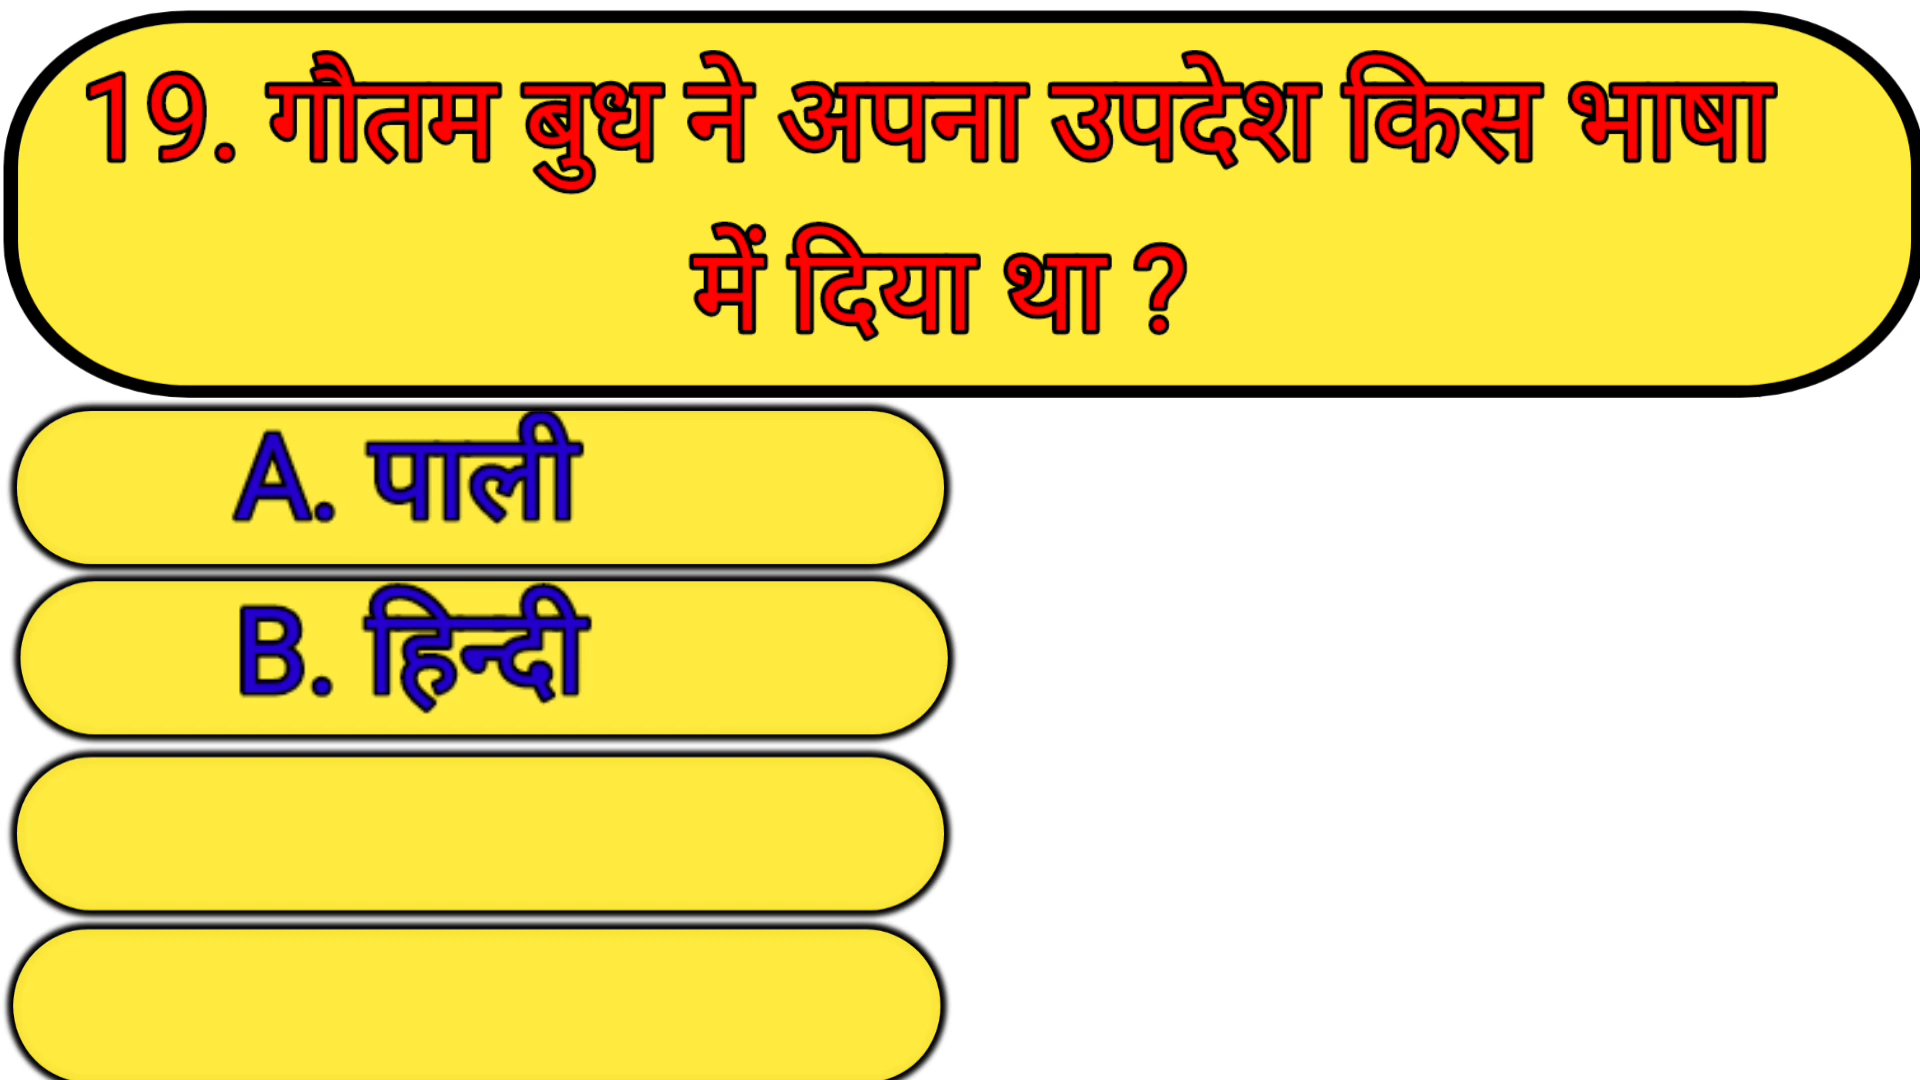 19. गौतम बुध ने अपना उपदेश किस भाषा
में दिया था ?
A. पाली
B. हिन्दी